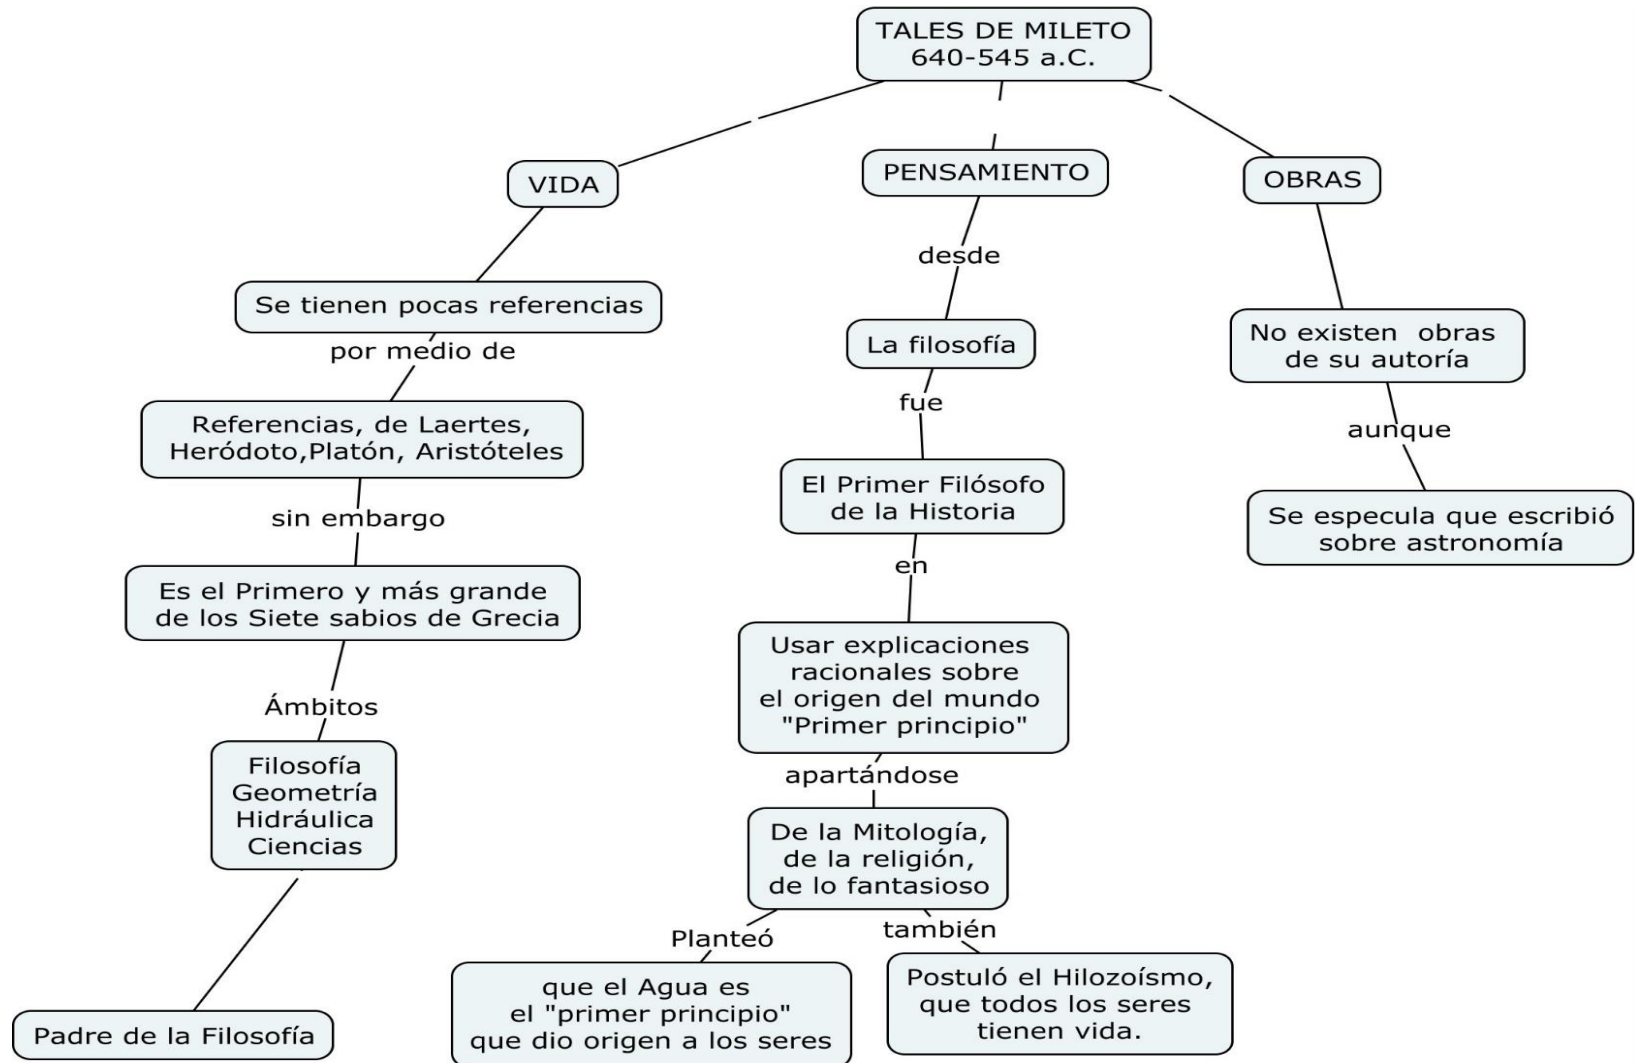 TALES DE MILETO
640-545 a.C.
VIDA
PENSAMIENTO
OBRAS
Se tienen pocas referencias
por medio de
Referencias, de Laertes,
Heródoto,Platón, Aristóteles
sin embargo
Es el Primero y más grande
de los Siete sabios de Grecia
Ámbitos
Filosofía
Geometría
Hidráulica
Ciencias
Padre de la Filosofía
desde
La filosofía
fue
El Primer Filósofo
de la Historia
en
Usar explicaciones
racionales sobre
el origen del mundo
"Primer principio"
apartándose
De la Mitología,
de la religión,
de lo fantasioso
Planteó
que el Agua es
el "primer principio"
que dio origen a los seres
también
Postuló el Hilozoísmo,
que todos los seres
tienen vida.
No existen obras
de su autoría
aunque
Se especula que escribió
sobre astronomía